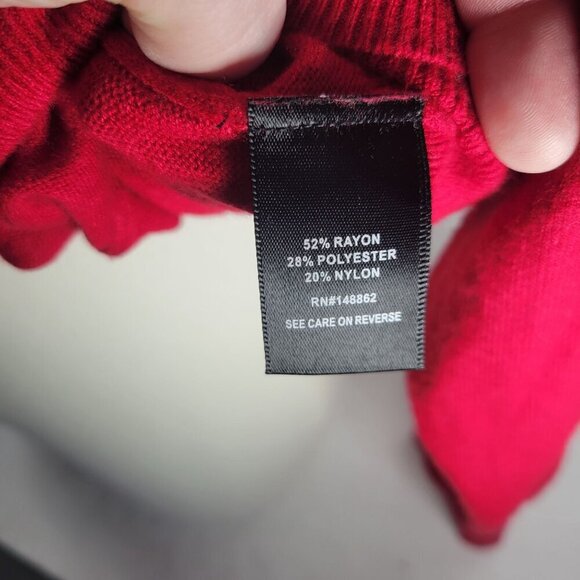 52% RAYON
28% POLYESTER
20% NYLON
RN#148862
SEE CARE ON REVERSE